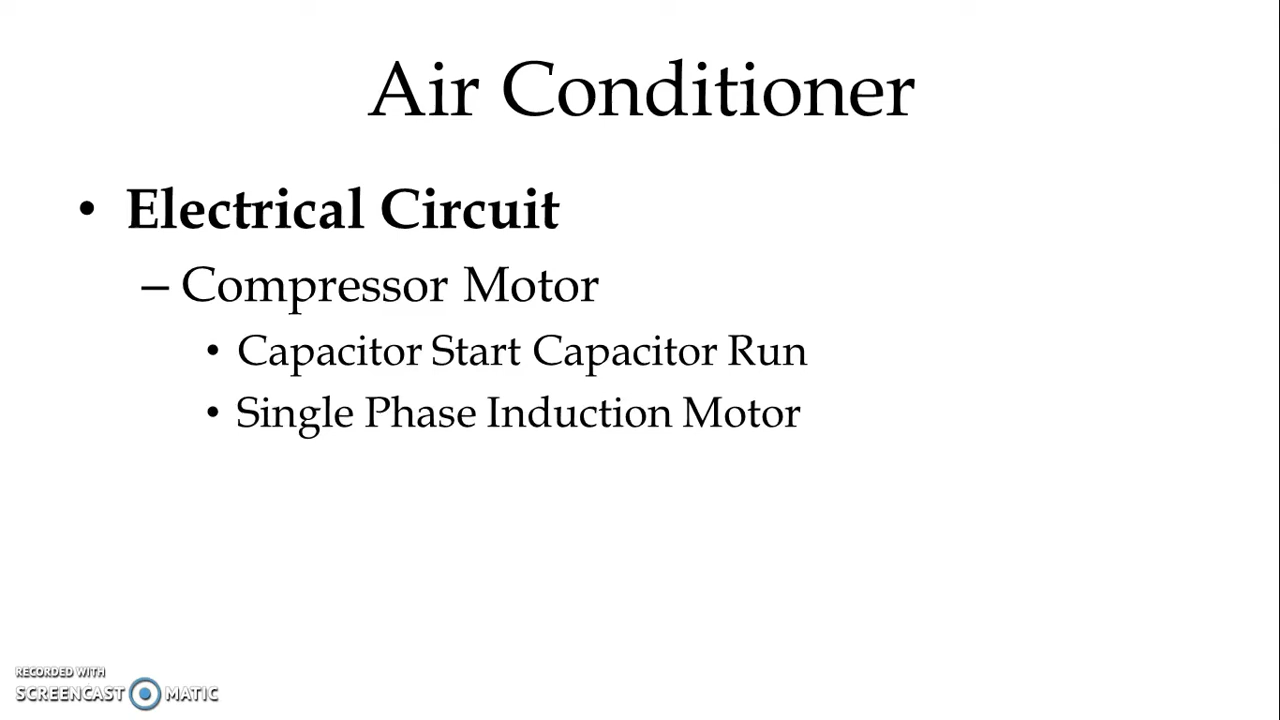 Air Conditioner
• Electrical Circuit
– Compressor Motor
• Capacitor Start Capacitor Run
• Single Phase Induction Motor
RECORDED WITH
SCREENCAST MATIC